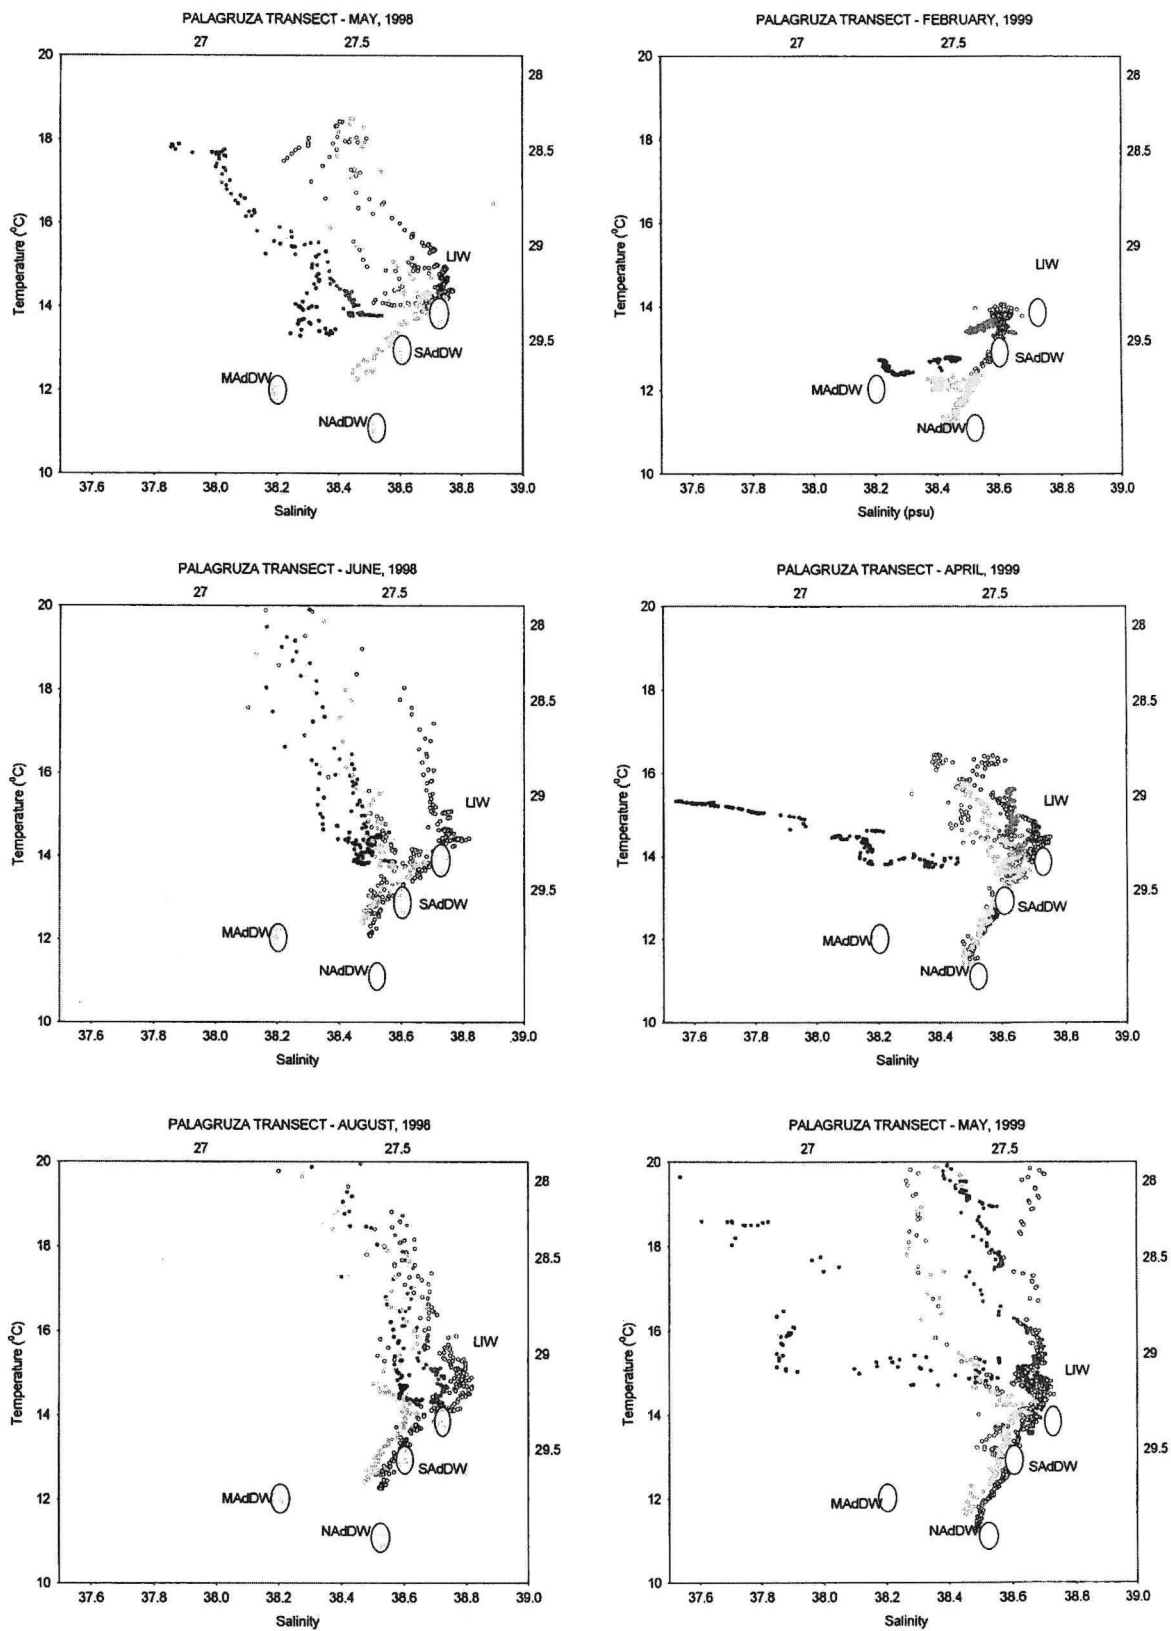 PALAGRUZA TRANSECT - MAY, 1998
27 27.5
20
18
16
14
12
10
Temperature (°C)
28
28.5
29
29.5
LIW
SAdDW
MAdDW
NAdDW
37.6 37.8 38.0 38.2 38.4 38.6 38.8 39.0
Salinity
PALAGRUZA TRANSECT - FEBRUARY, 1999
27 27.5
20
18
16
14
12
10
Temperature (°C)
28
28.5
29
29.5
LIW
SAdDW
MAdDW
NAdDW
37.6 37.8 38.0 38.2 38.4 38.6 38.8 39.0
Salinity (psu)
PALAGRUZA TRANSECT - JUNE, 1998
27 27.5
20
18
16
14
12
10
Temperature (°C)
28
28.5
29
29.5
LIW
SAdDW
MAdDW
NAdDW
37.6 37.8 38.0 38.2 38.4 38.6 38.8 39.0
Salinity
PALAGRUZA TRANSECT - APRIL, 1999
27 27.5
20
18
16
14
12
10
Temperature (°C)
28
28.5
29
29.5
LIW
SAdDW
MAdDW
NAdDW
37.6 37.8 38.0 38.2 38.4 38.6 38.8 39.0
Salinity
PALAGRUZA TRANSECT - AUGUST, 1998
27 27.5
20
18
16
14
12
10
Temperature (°C)
28
28.5
29
29.5
LIW
SAdDW
MAdDW
NAdDW
37.6 37.8 38.0 38.2 38.4 38.6 38.8 39.0
Salinity
PALAGRUZA TRANSECT - MAY, 1999
27 27.5
20
18
16
14
12
10
Temperature (°C)
28
28.5
29
29.5
LIW
SAdDW
MAdDW
NAdDW
37.6 37.8 38.0 38.2 38.4 38.6 38.8 39.0
Salinity